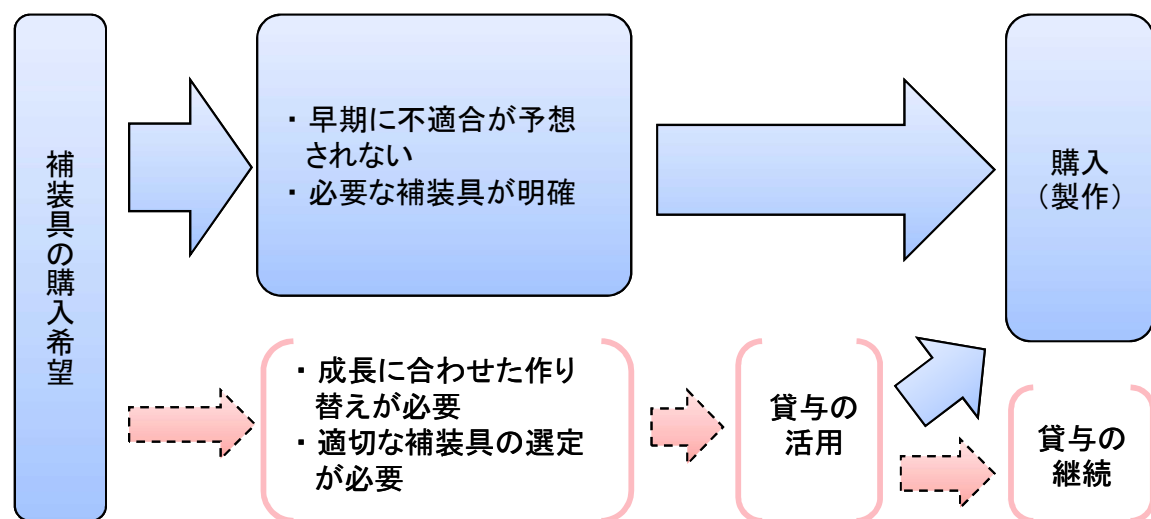 補装具の購入希望
・ 早期に不適合が予想
されない
・ 必要な補装具が明確
購入
（製作）
・ 成長に合わせた作り
替えが必要
・ 適切な補装具の選定
が必要
貸与の
活用
貸与の
継続